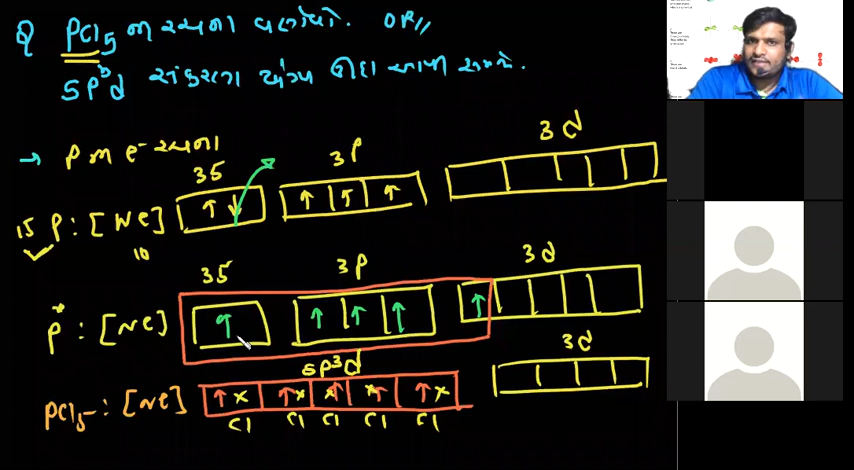 Q PCl5 ની રચના વર્ણવો. OR//
SP3d સંકરણ યોગ્ય ઉદા આપી સમજાવો.
→ P ની e- રચના
3S 3P 3d
15 P : [Ne]
10
3S 3P 3d
P* : [Ne]
SP3d 3d
PCl5 : [Ne]
Cl Cl Cl Cl Cl